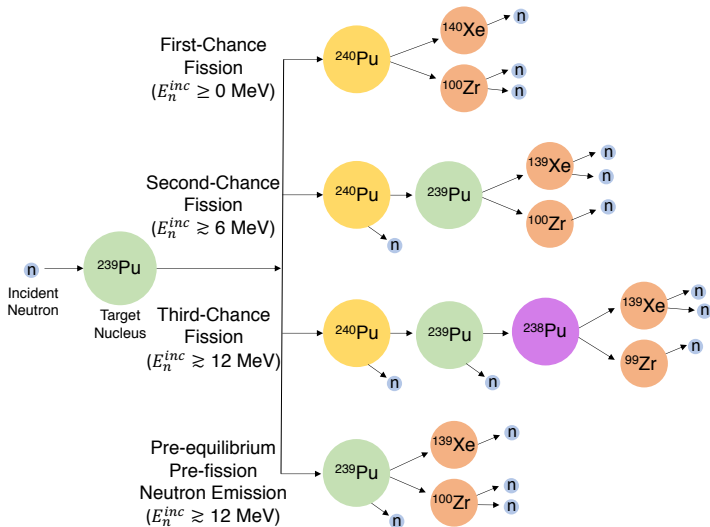 First-Chance
Fission
(E_n^{inc} ≥ 0 MeV)
²⁴⁰Pu
¹⁴⁰Xe
n
¹⁰⁰Zr
n
n
Second-Chance
Fission
(E_n^{inc} ≳ 6 MeV)
²⁴⁰Pu
n
²³⁹Pu
¹³⁹Xe
n
n
¹⁰⁰Zr
n
n
Incident
Neutron
²³⁹Pu
Target
Nucleus
Third-Chance
Fission
(E_n^{inc} ≳ 12 MeV)
²⁴⁰Pu
n
²³⁹Pu
n
²³⁸Pu
¹³⁹Xe
n
n
⁹⁹Zr
n
Pre-equilibrium
Pre-fission
Neutron Emission
(E_n^{inc} ≳ 12 MeV)
²³⁹Pu
n
¹³⁹Xe
n
¹⁰⁰Zr
n
n